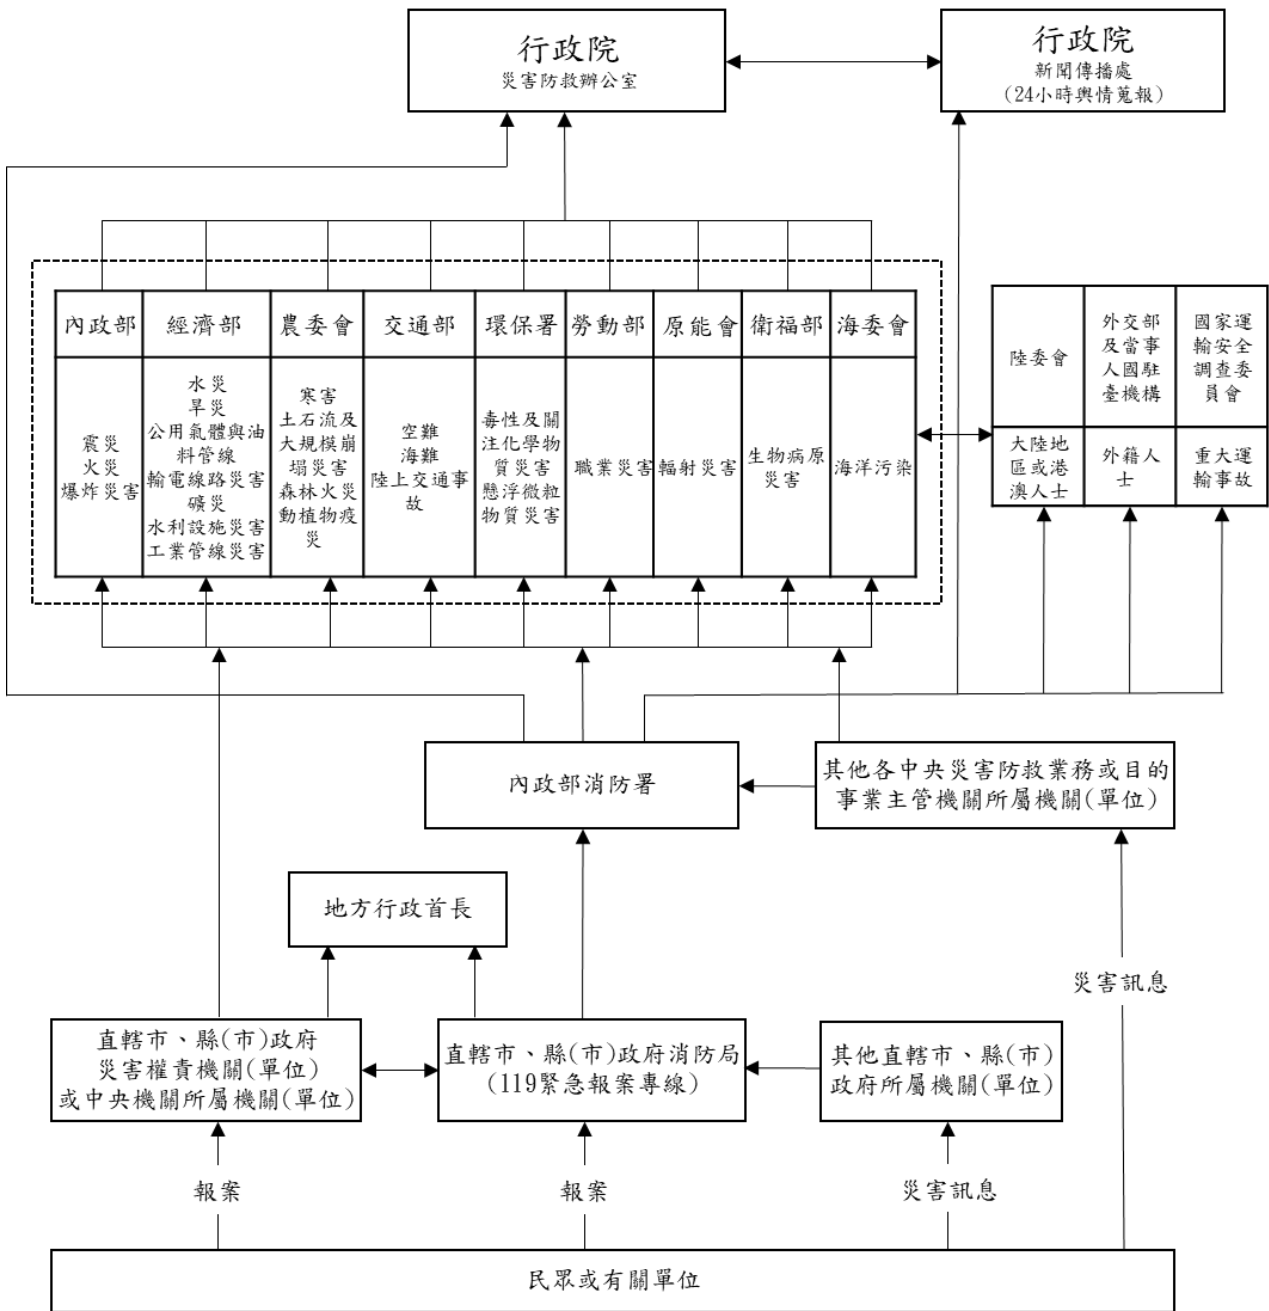 行政院
災害防救辦公室
行政院
新聞傳播處
(24小時輿情蒐報)
內政部
經濟部
農委會
交通部
環保署
勞動部
原能會
衛福部
海委會
震災
火災
爆炸災害
水災
旱災
公用氣體與油
料管線
輸電線路災害
礦災
水利設施災害
工業管線災害
寒害
土石流及
大規模崩
塌災害
森林火災
動植物疫
災
空難
海難
陸上交通事
故
毒性及關
注化學物
質災害
懸浮微粒
物質災害
職業災害
輻射災害
生物病原
災害
海洋污染
陸委會
外交部
及當事
人國駐
臺機構
國家運
輸安全
調查委
員會
大陸地
區或港
澳人士
外籍人
士
重大運
輸事故
內政部消防署
其他各中央災害防救業務或目的
事業主管機關所屬機關(單位)
地方行政首長
災害訊息
直轄市、縣(市)政府
災害權責機關(單位)
或中央機關所屬機關(單位)
直轄市、縣(市)政府消防局
(119緊急報案專線)
其他直轄市、縣(市)
政府所屬機關(單位)
報案
報案
災害訊息
民眾或有關單位